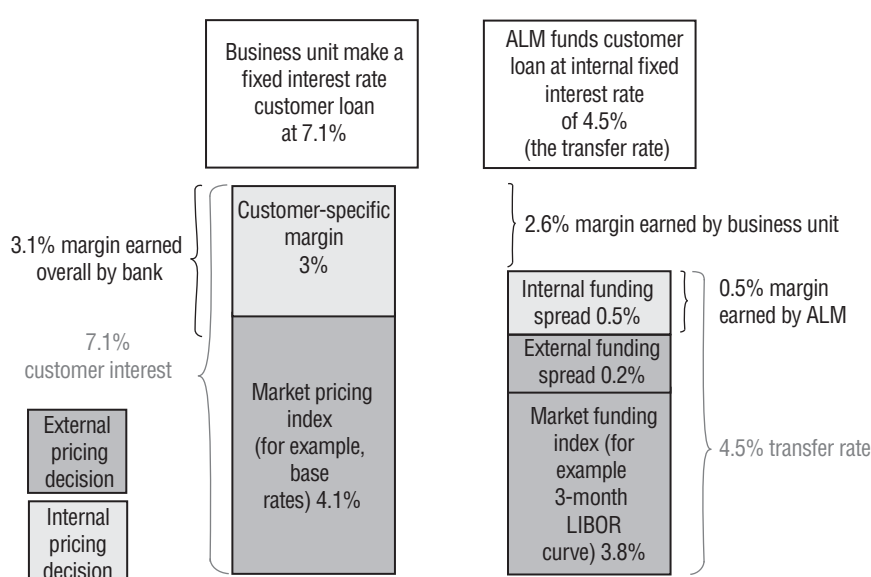 Business unit make a
fixed interest rate
customer loan
at 7.1%
ALM funds customer
loan at internal fixed
interest rate
of 4.5%
(the transfer rate)
3.1% margin earned
overall by bank
7.1%
customer interest
Customer-specific
margin
3%
Market pricing
index
(for example,
base
rates) 4.1%
2.6% margin earned by business unit
Internal funding
spread 0.5%
0.5% margin
earned by ALM
External funding
spread 0.2%
Market funding
index (for
example
3-month
LIBOR
curve) 3.8%
4.5% transfer rate
External
pricing
decision
Internal
pricing
decision